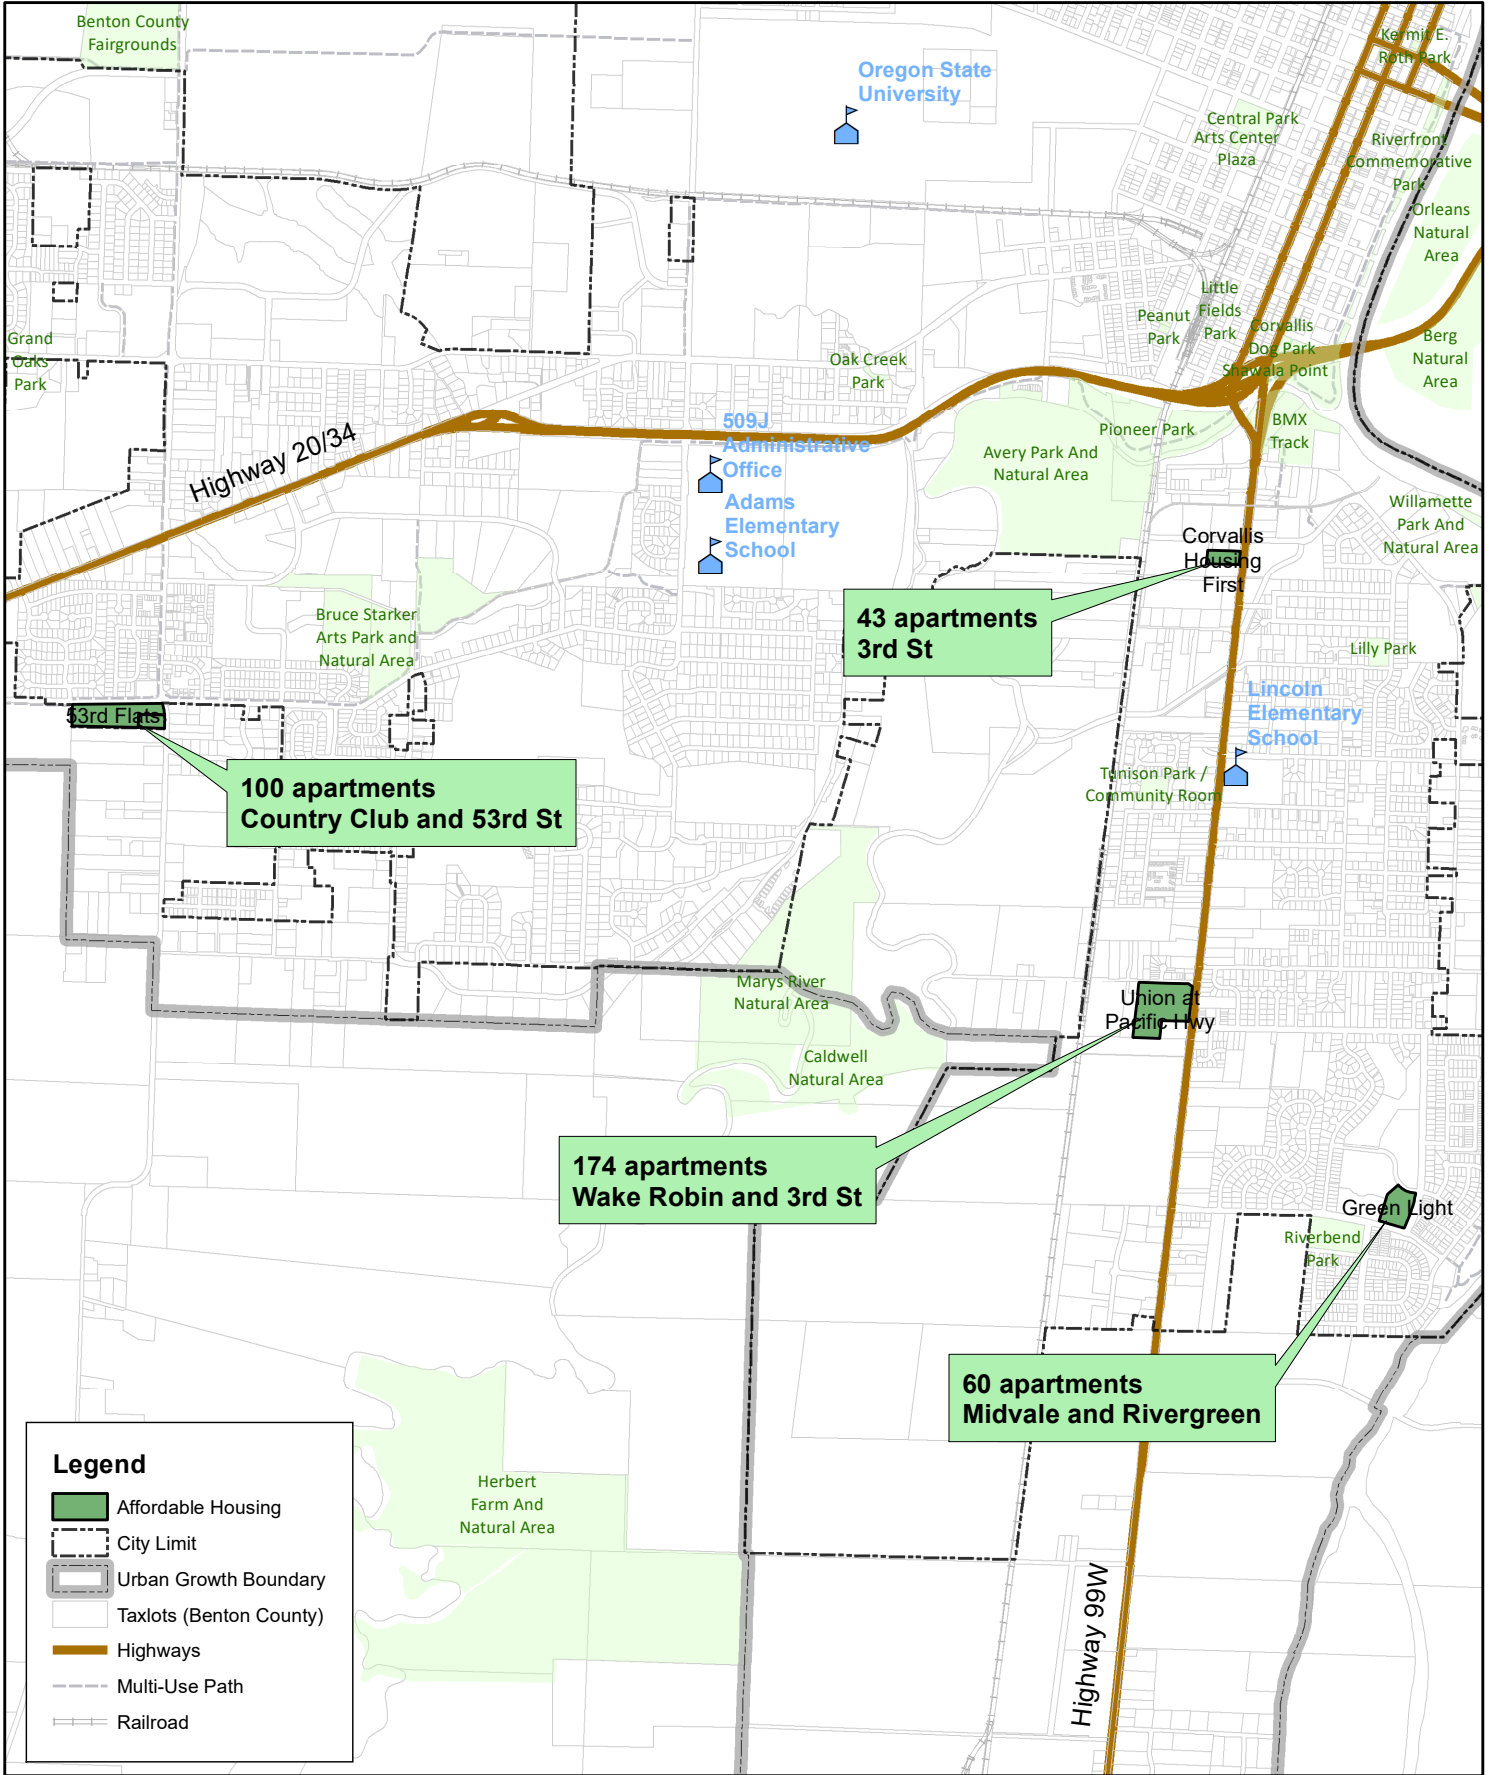 Benton County
Fairgrounds
Oregon State
University
Kermit E.
Roth Park
Central Park
Arts Center
Plaza
Riverfront
Commemorative
Park
Orleans
Natural
Area
Grand
Oaks
Park
Little
Fields
Park
Peanut
Park
Corvallis
Dog Park
Shawala Point
Berg
Natural
Area
Oak Creek
Park
Highway 20/34
509J
Administrative
Office
Adams
Elementary
School
Pioneer Park
BMX
Track
Avery Park And
Natural Area
Willamette
Park And
Natural Area
Corvallis
Housing
First
43 apartments
3rd St
Bruce Starker
Arts Park and
Natural Area
Lilly Park
53rd Flats
Lincoln
Elementary
School
100 apartments
Country Club and 53rd St
Tunison Park /
Community Room
Marys River
Natural Area
Union at
Pacific Hwy
Caldwell
Natural Area
174 apartments
Wake Robin and 3rd St
Green Light
Riverbend
Park
60 apartments
Midvale and Rivergreen
Herbert
Farm And
Natural Area
Highway 99W
Legend
Affordable Housing
City Limit
Urban Growth Boundary
Taxlots (Benton County)
Highways
Multi-Use Path
Railroad